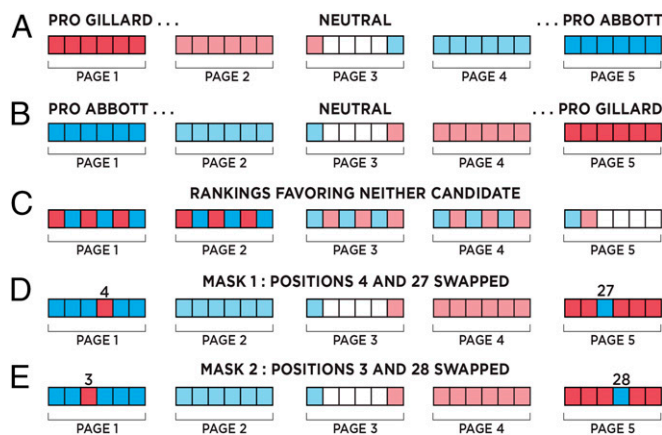 A PRO GILLARD ... NEUTRAL ... PRO ABBOTT
PAGE 1 PAGE 2 PAGE 3 PAGE 4 PAGE 5
B PRO ABBOTT ... NEUTRAL ... PRO GILLARD
PAGE 1 PAGE 2 PAGE 3 PAGE 4 PAGE 5
C RANKINGS FAVORING NEITHER CANDIDATE
PAGE 1 PAGE 2 PAGE 3 PAGE 4 PAGE 5
D MASK 1 : POSITIONS 4 AND 27 SWAPPED
4 27
PAGE 1 PAGE 2 PAGE 3 PAGE 4 PAGE 5
E MASK 2 : POSITIONS 3 AND 28 SWAPPED
3 28
PAGE 1 PAGE 2 PAGE 3 PAGE 4 PAGE 5